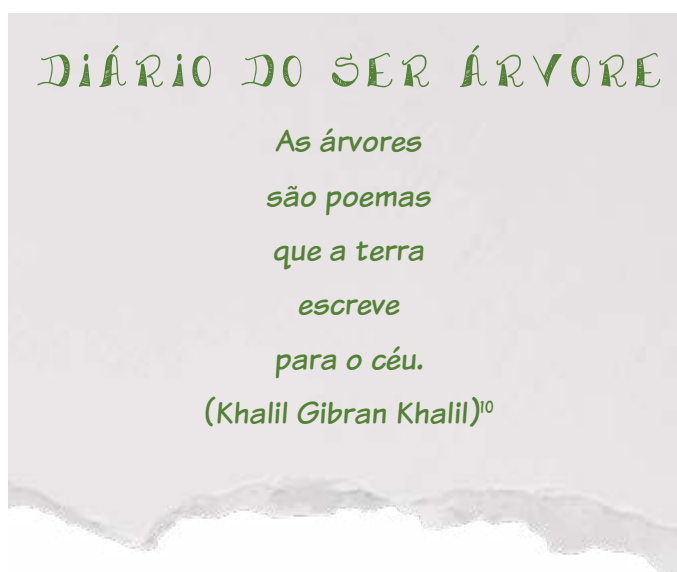 DiÁRiO DO SER ÁRVORE
As árvores
são poemas
que a terra
escreve
para o céu.
(Khalil Gibran Khalil)¹⁰